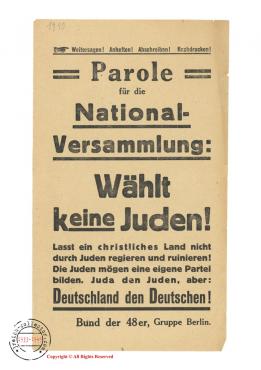 1919
Weitersagen! Anheften! Abschreiben! Nachdrucken!
Parole
für die
National-
Versammlung:
Wählt
keine Juden!
Lasst ein christliches Land nicht
durch Juden regieren und ruinieren!
Die Juden mögen eine eigene Partei
bilden. Juda den Juden, aber:
Deutschland den Deutschen!
Bund der 48er, Gruppe Berlin.
Copyright © All Rights Reserved